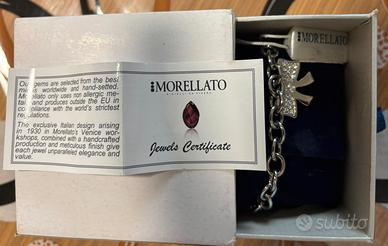 Our gems are selected from the best
mines worldwide and hand-setted.
Morellato only uses non allergic me-
tals and produces outside the EU in
compliance with the world's strictest
regulations.
The exclusive Italian design arising
in 1930 in Morellato's Venice wor-
kshops, combined with a handcrafted
production and meticulous finish give
each jewel unparalleled elegance and
value.
MORELLATO
Jewels Certificate
MORELLATO
subito